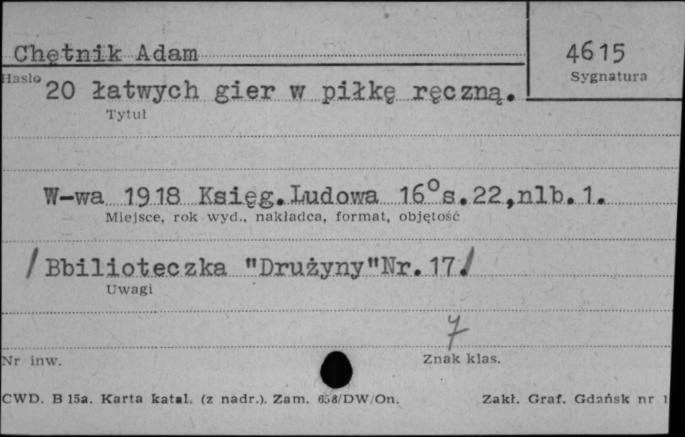 Chętnik Adam
4615
Hasło
Sygnatura
20 łatwych gier w piłkę ręczną.
Tytuł
W-wa 1918 Księg.Ludowa 16°s.22,nlb.1.
Miejsce, rok wyd., nakładca, format, objętość
/Bbilioteczka "Drużyny"Nr.17./
Uwagi
7
Nr inw.
Znak klas.
CWD. B 15a. Karta katal. (z nadr.). Zam. 658/DW/On.
Zakł. Graf. Gdańsk nr 1